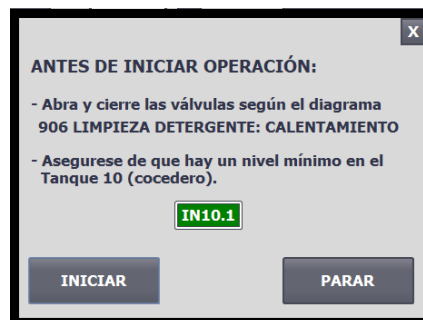 X
ANTES DE INICIAR OPERACIÓN:
- Abra y cierre las válvulas según el diagrama
906 LIMPIEZA DETERGENTE: CALENTAMIENTO
- Asegurese de que hay un nivel mínimo en el
Tanque 10 (cocedero).
IN10.1
INICIAR
PARAR